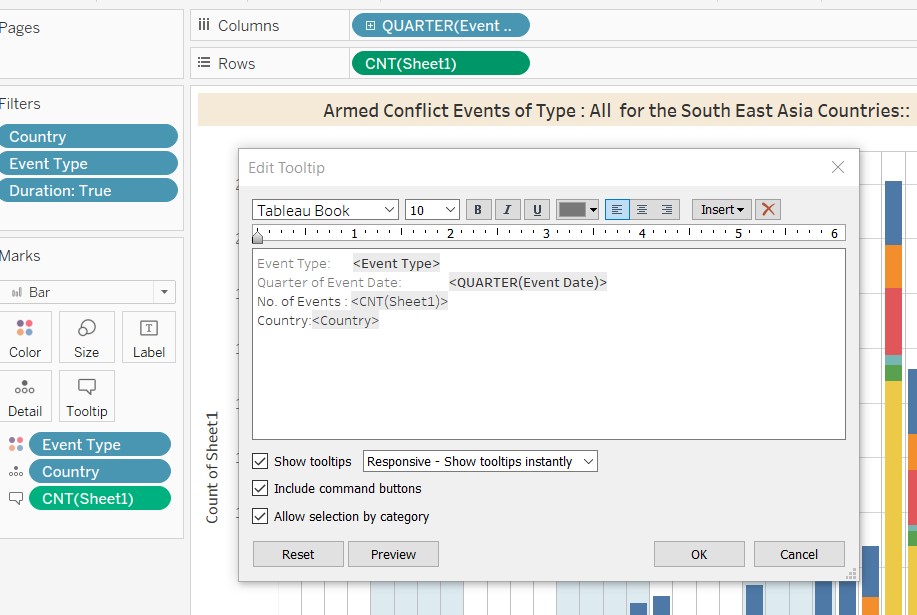 Pages
Columns
QUARTER(Event ..
Rows
CNT(Sheet1)
Filters
Country
Event Type
Duration: True
Armed Conflict Events of Type : All for the South East Asia Countries::
Marks
Bar
Color
Size
Label
Detail
Tooltip
Event Type
Country
CNT(Sheet1)
Count of Sheet1
Edit Tooltip
Tableau Book
10
B
I
U
Insert
1 2 3 4 5 6
Event Type: <Event Type>
Quarter of Event Date: <QUARTER(Event Date)>
No. of Events : <CNT(Sheet1)>
Country:<Country>
Show tooltips
Responsive - Show tooltips instantly
Include command buttons
Allow selection by category
Reset
Preview
OK
Cancel